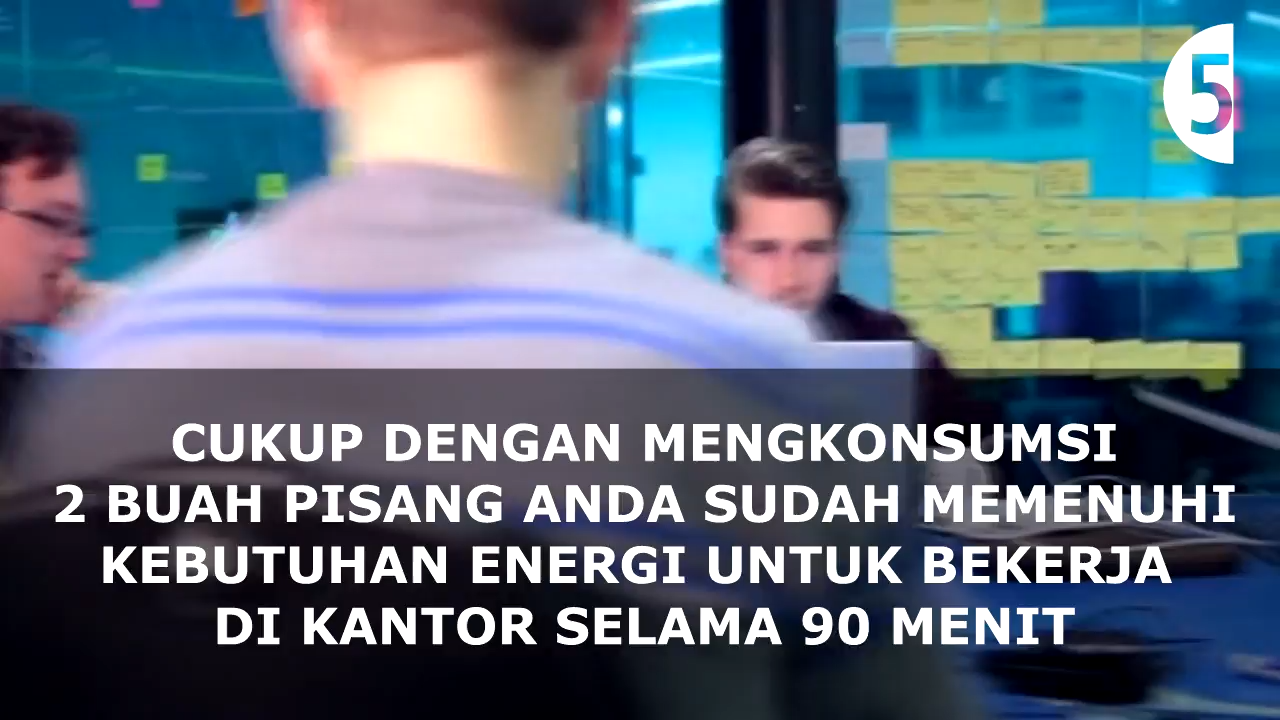 5
CUKUP DENGAN MENGKONSUMSI
2 BUAH PISANG ANDA SUDAH MEMENUHI
KEBUTUHAN ENERGI UNTUK BEKERJA
DI KANTOR SELAMA 90 MENIT